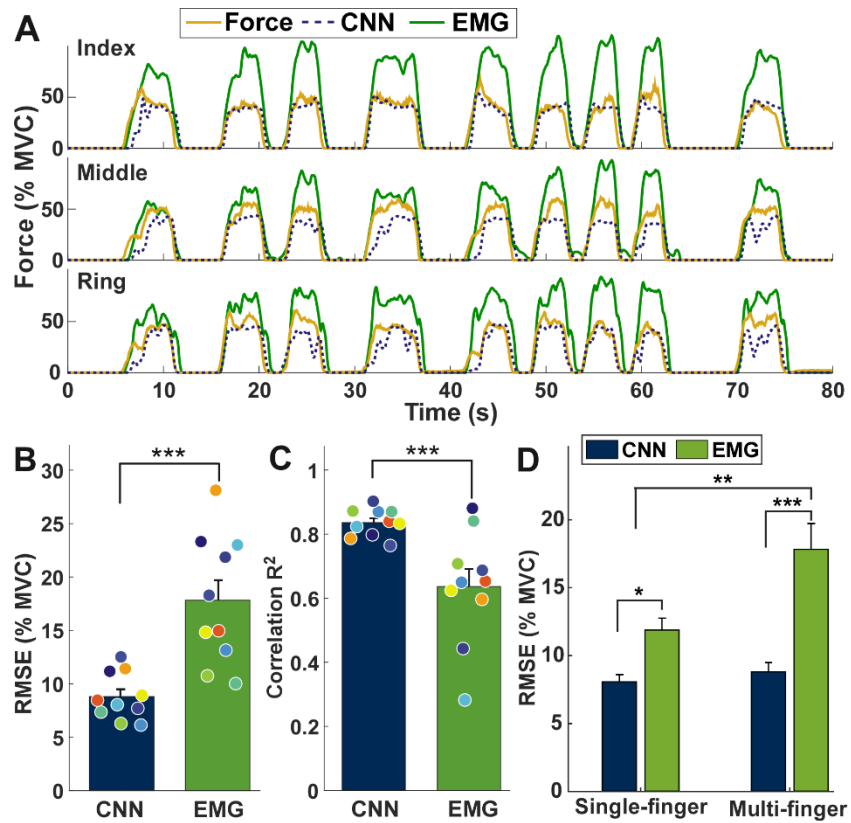 A
Force CNN EMG
Index
50
0
Middle
50
0
Ring
50
0
Force (% MVC)
0 10 20 30 40 50 60 70 80
Time (s)
B
***
35
30
25
20
15
10
5
0
RMSE (% MVC)
CNN EMG
C
***
1
0.8
0.6
0.4
0.2
0
Correlation R²
CNN EMG
D
CNN EMG
**
***
*
20
15
10
5
0
RMSE (% MVC)
Single-finger Multi-finger